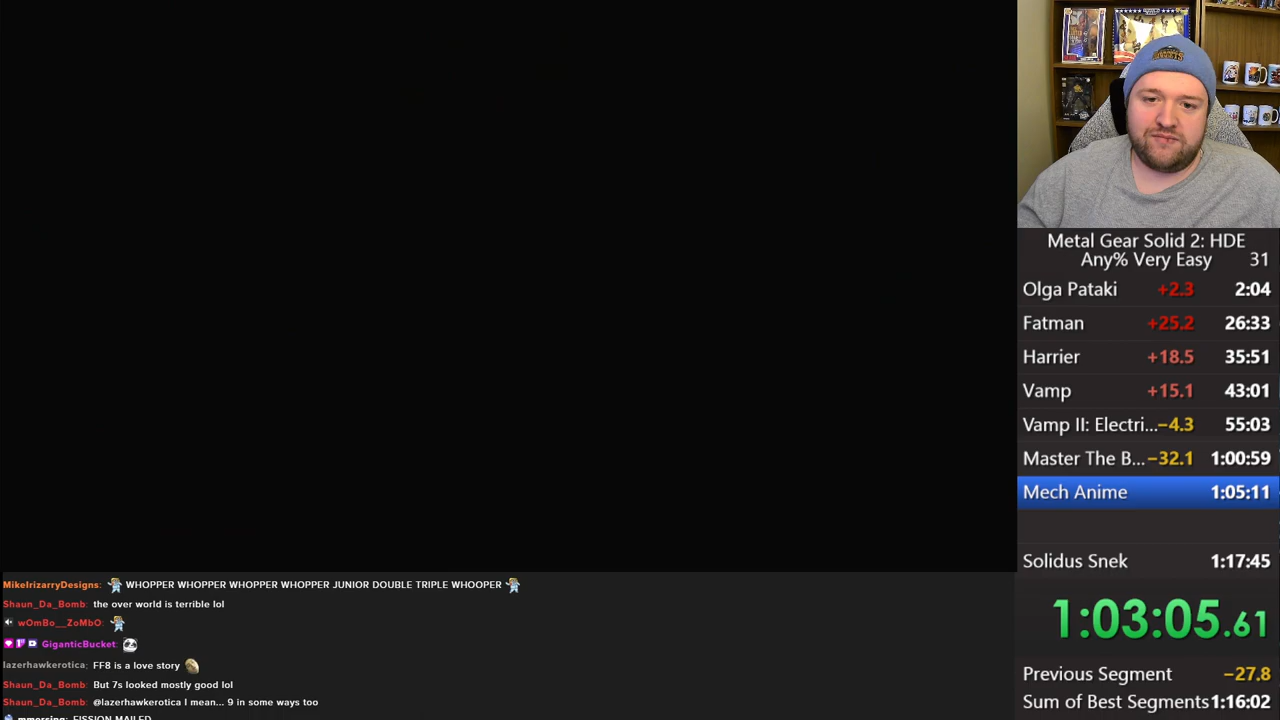 Metal Gear Solid 2: HDE
Any% Very Easy 31
Olga Pataki +2.3 2:04
Fatman +25.2 26:33
Harrier +18.5 35:51
Vamp +15.1 43:01
Vamp II: Electri... −4.3 55:03
Master The B... −32.1 1:00:59
Mech Anime 1:05:11
Solidus Snek 1:17:45
1:03:05.61
Previous Segment −27.8
Sum of Best Segments 1:16:02
MikeIrizarryDesigns: WHOPPER WHOPPER WHOPPER WHOPPER JUNIOR DOUBLE TRIPLE WHOOPER
Shaun_Da_Bomb: the over world is terrible lol
wOmBo__ZoMbO:
GiganticBucket:
lazerhawkerotica: FF8 is a love story
Shaun_Da_Bomb: But 7s looked mostly good lol
Shaun_Da_Bomb: @lazerhawkerotica I mean... 9 in some ways too
FISSION MAILED